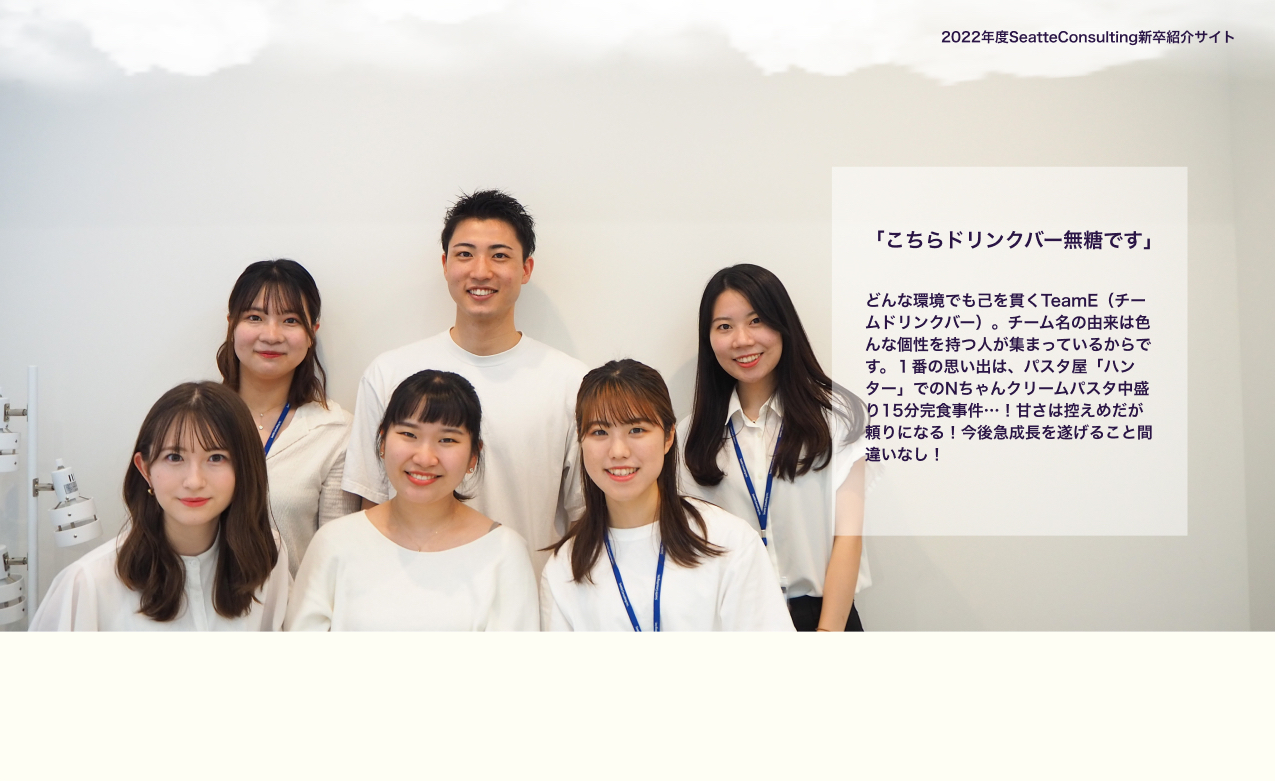 2022年度SeatteConsulting新卒紹介サイト
「こちらドリンクバー無糖です」
どんな環境でも己を貫くTeamE（チー
ムドリンクバー）。チーム名の由来は色
んな個性を持つ人が集まっているからで
す。１番の思い出は、パスタ屋「ハン
ター」でのNちゃんクリームパスタ中盛
り15分完食事件…！甘さは控えめだが
頼りになる！今後急成長を遂げること間
違いなし！